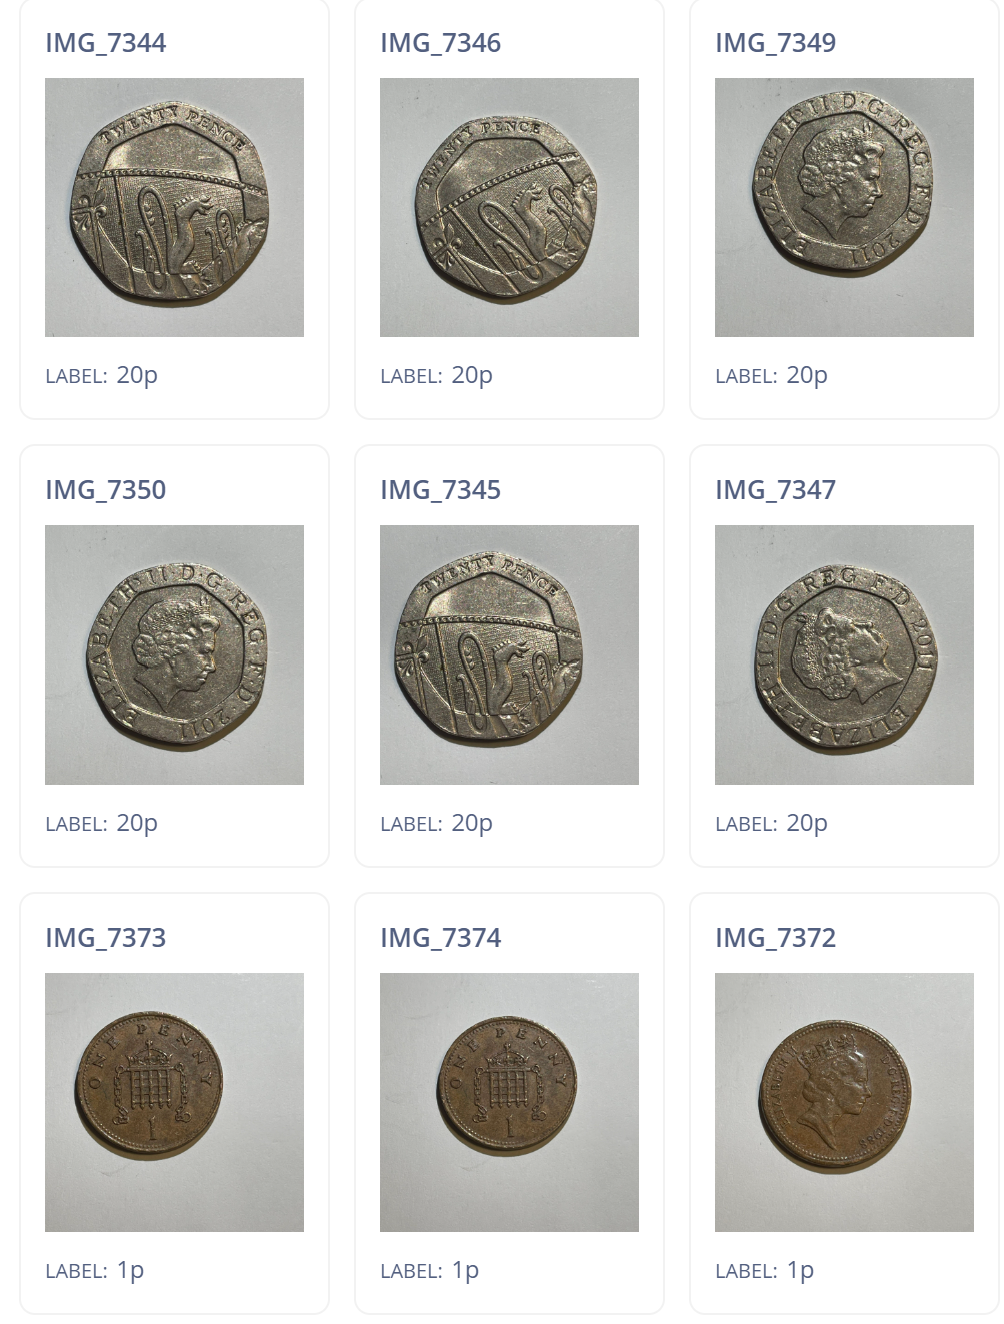 IMG_7344
TWENTY PENCE
LABEL: 20p
IMG_7346
TWENTY PENCE
LABEL: 20p
IMG_7349
ELIZABETH·II·D·G REG·F·D·2011
LABEL: 20p
IMG_7350
ELIZABETH·II·D·G REG·F·D·2011
LABEL: 20p
IMG_7345
TWENTY PENCE
LABEL: 20p
IMG_7347
ELIZABETH·II·D·G REG·F·D 2011
LABEL: 20p
IMG_7373
ONE PENNY
1
LABEL: 1p
IMG_7374
ONE PENNY
1
LABEL: 1p
IMG_7372
ELIZABETH II
LABEL: 1p